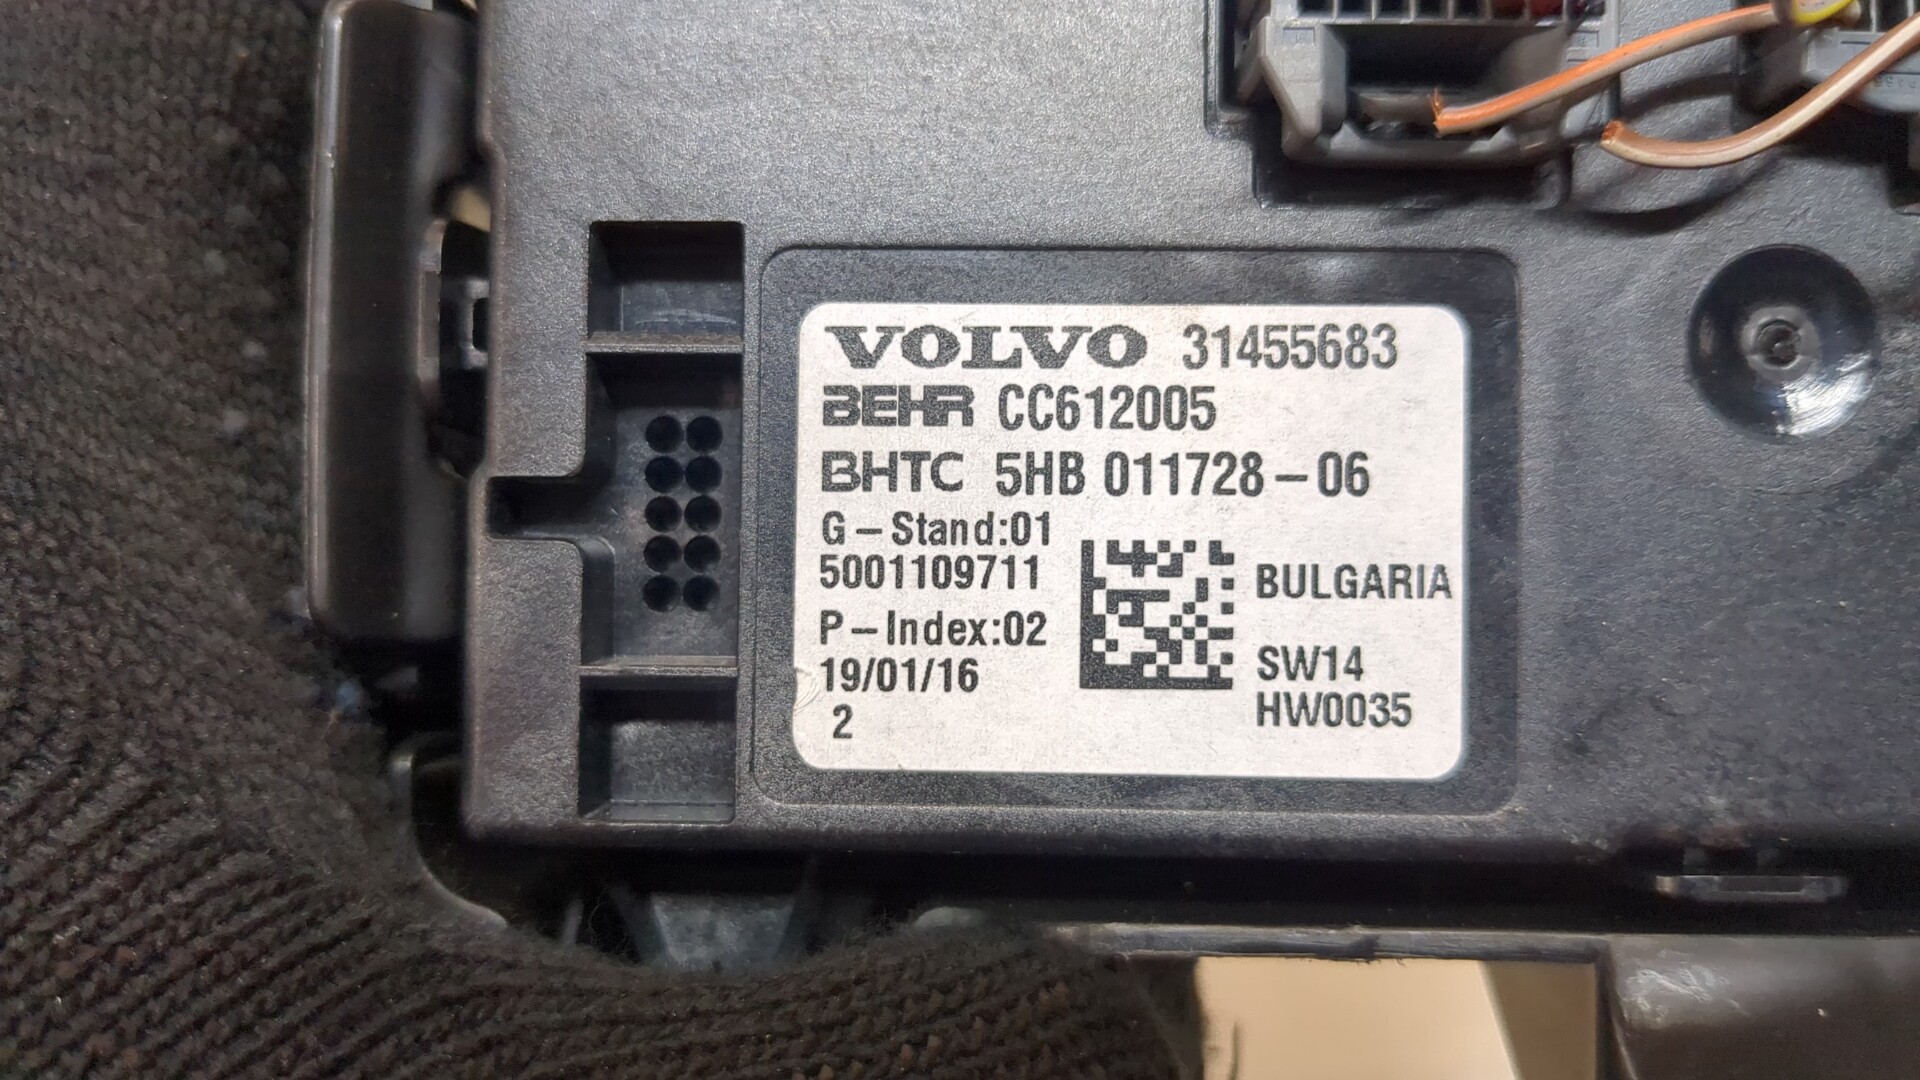 VOLVO 31455683
BEHR CC612005
BHTC 5HB 011728-06
G-Stand:01
5001109711
BULGARIA
P-Index:02
19/01/16
SW14
2
HW0035